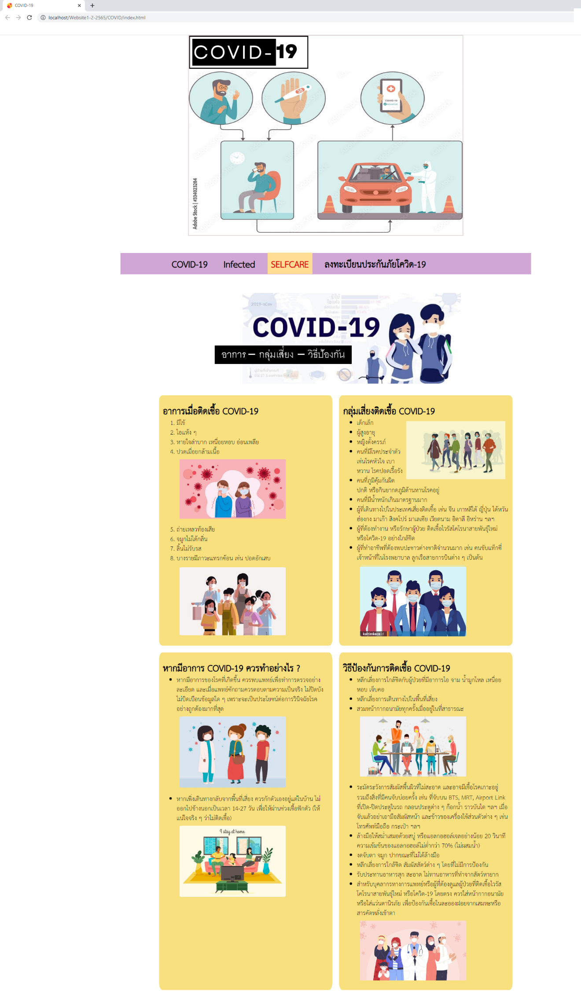 COVID-19
localhost/Website1-2-2565/COVID/index.html
COVID-19
38
COVID-19
NEGATIVE
Adobe Stock | #334023284
COVID-19 Infected SELFCARE ลงทะเบียนประกันภัยโควิด-19
2019-nCov
COVID-19
อาการ – กลุ่มเสี่ยง – วิธีป้องกัน
อาการเมื่อติดเชื้อ COVID-19
1. มีไข้
2. ไอแห้ง ๆ
3. หายใจลำบาก เหนื่อยหอบ อ่อนเพลีย
4. ปวดเมื่อยกล้ามเนื้อ
5. ถ่ายเหลวท้องเสีย
6. จมูกไม่ได้กลิ่น
7. ลิ้นไม่รับรส
8. บางรายมีภาวะแทรกซ้อน เช่น ปอดอักเสบ
กลุ่มเสี่ยงติดเชื้อ COVID-19
เด็กเล็ก
ผู้สูงอายุ
หญิงตั้งครรภ์
คนที่มีโรคประจำตัว
เช่นโรคหัวใจ เบา
หวาน โรคปอดเรื้อรัง
คนที่ภูมิคุ้มกันผิด
ปกติ หรือกินยากดภูมิต้านทานโรคอยู่
คนที่มีน้ำหนักเกินมาตรฐานมาก
ผู้ที่เดินทางไปในประเทศเสี่ยงติดเชื้อ เช่น จีน เกาหลีใต้ ญี่ปุ่น ไต้หวัน
ฮ่องกง มาเก๊า สิงคโปร์ มาเลเซีย เวียดนาม อิตาลี อิหร่าน ฯลฯ
ผู้ที่ต้องทำงาน หรือรักษาผู้ป่วย ติดเชื้อไวรัสโคโรนาสายพันธุ์ใหม่
หรือโควิด-19 อย่างใกล้ชิด
ผู้ที่ทำอาชีพที่ต้องพบปะชาวต่างชาติจำนวนมาก เช่น คนขับแท็กซี่
เจ้าหน้าที่ในโรงพยาบาล ลูกเรือสายการบินต่าง ๆ เป็นต้น
kaltimkece.id
หากมีอาการ COVID-19 ควรทำอย่างไร ?
หากมีอาการของโรคที่เกิดขึ้น ควรพบแพทย์เพื่อทำการตรวจอย่าง
ละเอียด และเมื่อแพทย์ซักถามควรตอบตามความเป็นจริง ไม่ปิดบัง
ไม่บิดเบือนข้อมูลใด ๆ เพราะจะเป็นประโยชน์ต่อการวินิจฉัยโรค
อย่างถูกต้องมากที่สุด
หากเพิ่งเดินทางกลับจากพื้นที่เสี่ยง ควรกักตัวเองอยู่แต่ในบ้าน ไม่
ออกไปข้างนอกเป็นเวลา 14-27 วัน เพื่อให้ผ่านช่วงเชื้อฟักตัว (ให้
แน่ใจจริง ๆ ว่าไม่ติดเชื้อ)
I stay at home
วิธีป้องกันการติดเชื้อ COVID-19
หลีกเลี่ยงการใกล้ชิดกับผู้ป่วยที่มีอาการไอ จาม น้ำมูกไหล เหนื่อย
หอบ เจ็บคอ
หลีกเลี่ยงการเดินทางไปในพื้นที่เสี่ยง
สวมหน้ากากอนามัยทุกครั้งเมื่ออยู่ในที่สาธารณะ
ระมัดระวังการสัมผัสพื้นผิวที่ไม่สะอาด และอาจมีเชื้อโรคเกาะอยู่
รวมถึงสิ่งที่มีคนจับบ่อยครั้ง เช่น ที่จับบน BTS, MRT, Airport Link
ที่เปิด-ปิดประตูในรถ กลอนประตูต่าง ๆ ก๊อกน้ำ ราวบันได ฯลฯ เมื่อ
จับแล้วอย่าเอามือสัมผัสหน้า และข้าวของเครื่องใช้ส่วนตัวต่าง ๆ เช่น
โทรศัพท์มือถือ กระเป๋า ฯลฯ
ล้างมือให้สม่ำเสมอด้วยสบู่ หรือแอลกอฮอล์เจลอย่างน้อย 20 วินาที
ความเข้มข้นของแอลกอฮอล์ไม่ต่ำกว่า 70% (ไม่ผสมน้ำ)
งดจับตา จมูก ปากขณะที่ไม่ได้ล้างมือ
หลีกเลี่ยงการใกล้ชิด สัมผัสสัตว์ต่าง ๆ โดยที่ไม่มีการป้องกัน
รับประทานอาหารสุก สะอาด ไม่ทานอาหารที่ทำจากสัตว์หายาก
สำหรับบุคลากรทางการแพทย์หรือผู้ที่ต้องดูแลผู้ป่วยที่ติดเชื้อไวรัส
โคโรนาสายพันธุ์ใหม่ หรือโควิด-19 โดยตรง ควรใส่หน้ากากอนามัย
หรือใส่แว่นตานิรภัย เพื่อป้องกันเชื้อในละอองฝอยจากเสมหะหรือ
สารคัดหลั่งเข้าตา